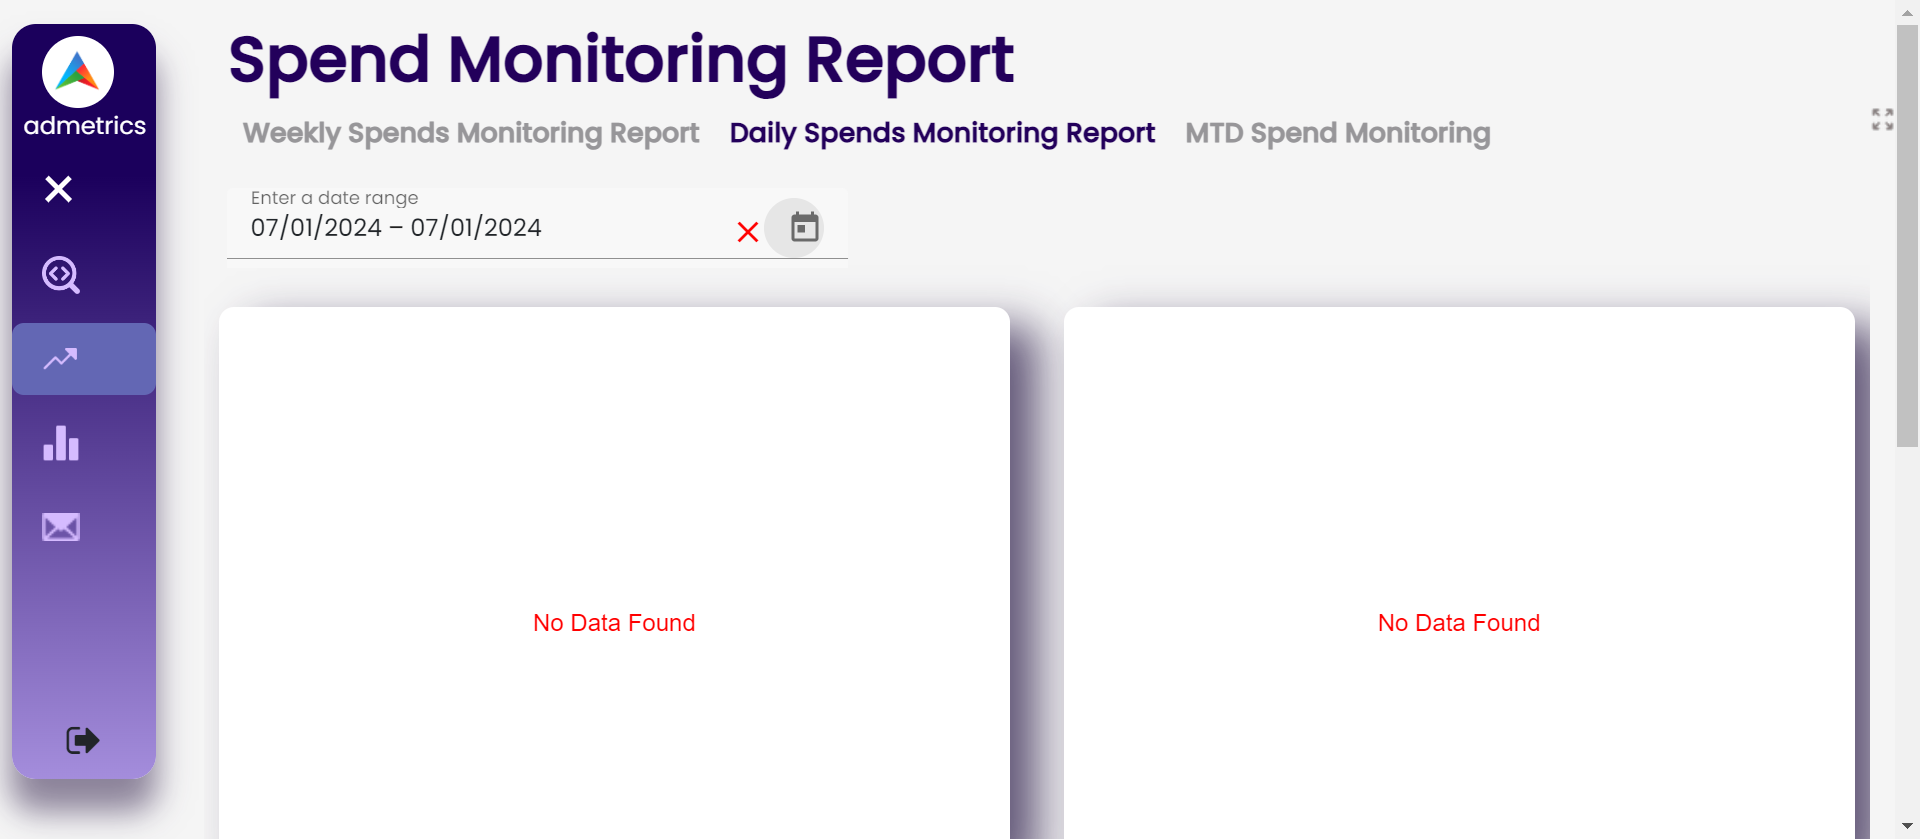 admetrics
Spend Monitoring Report
Weekly Spends Monitoring Report Daily Spends Monitoring Report MTD Spend Monitoring
Enter a date range
07/01/2024 – 07/01/2024
No Data Found
No Data Found